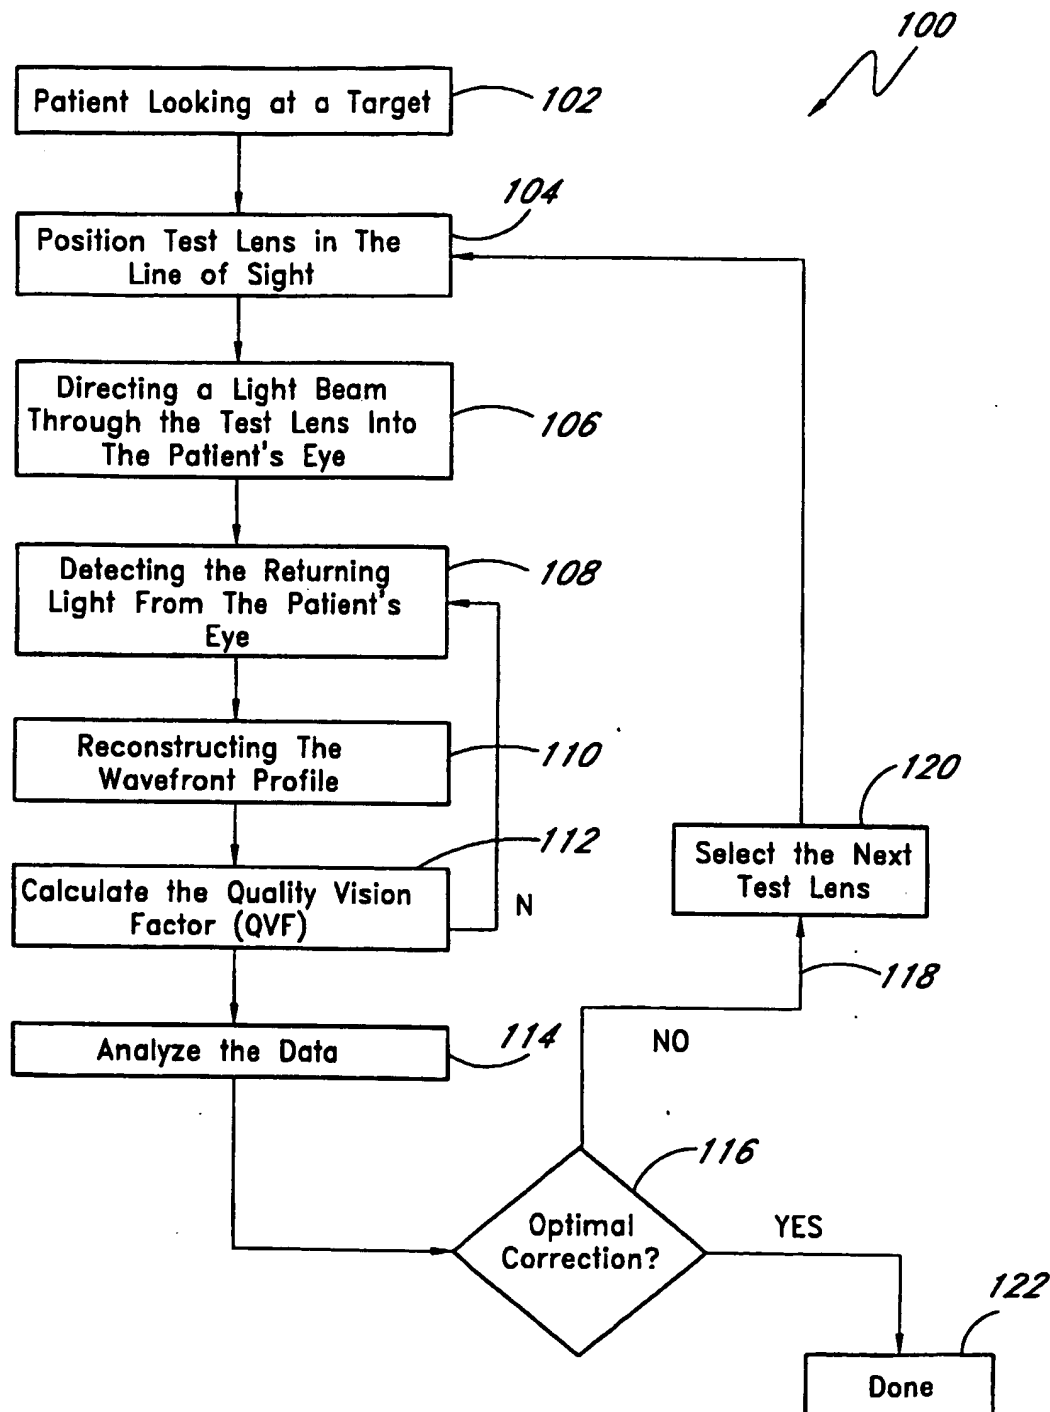 100
Patient Looking at a Target
102
104
Position Test Lens in The
Line of Sight
Directing a Light Beam
Through the Test Lens Into
The Patient's Eye
106
Detecting the Returning
Light From The Patient's
Eye
108
Reconstructing The
Wavefront Profile
110
120
Select the Next
Test Lens
112
Calculate the Quality Vision
Factor (QVF)
N
118
Analyze the Data
114
NO
116
Optimal
Correction?
YES
122
Done